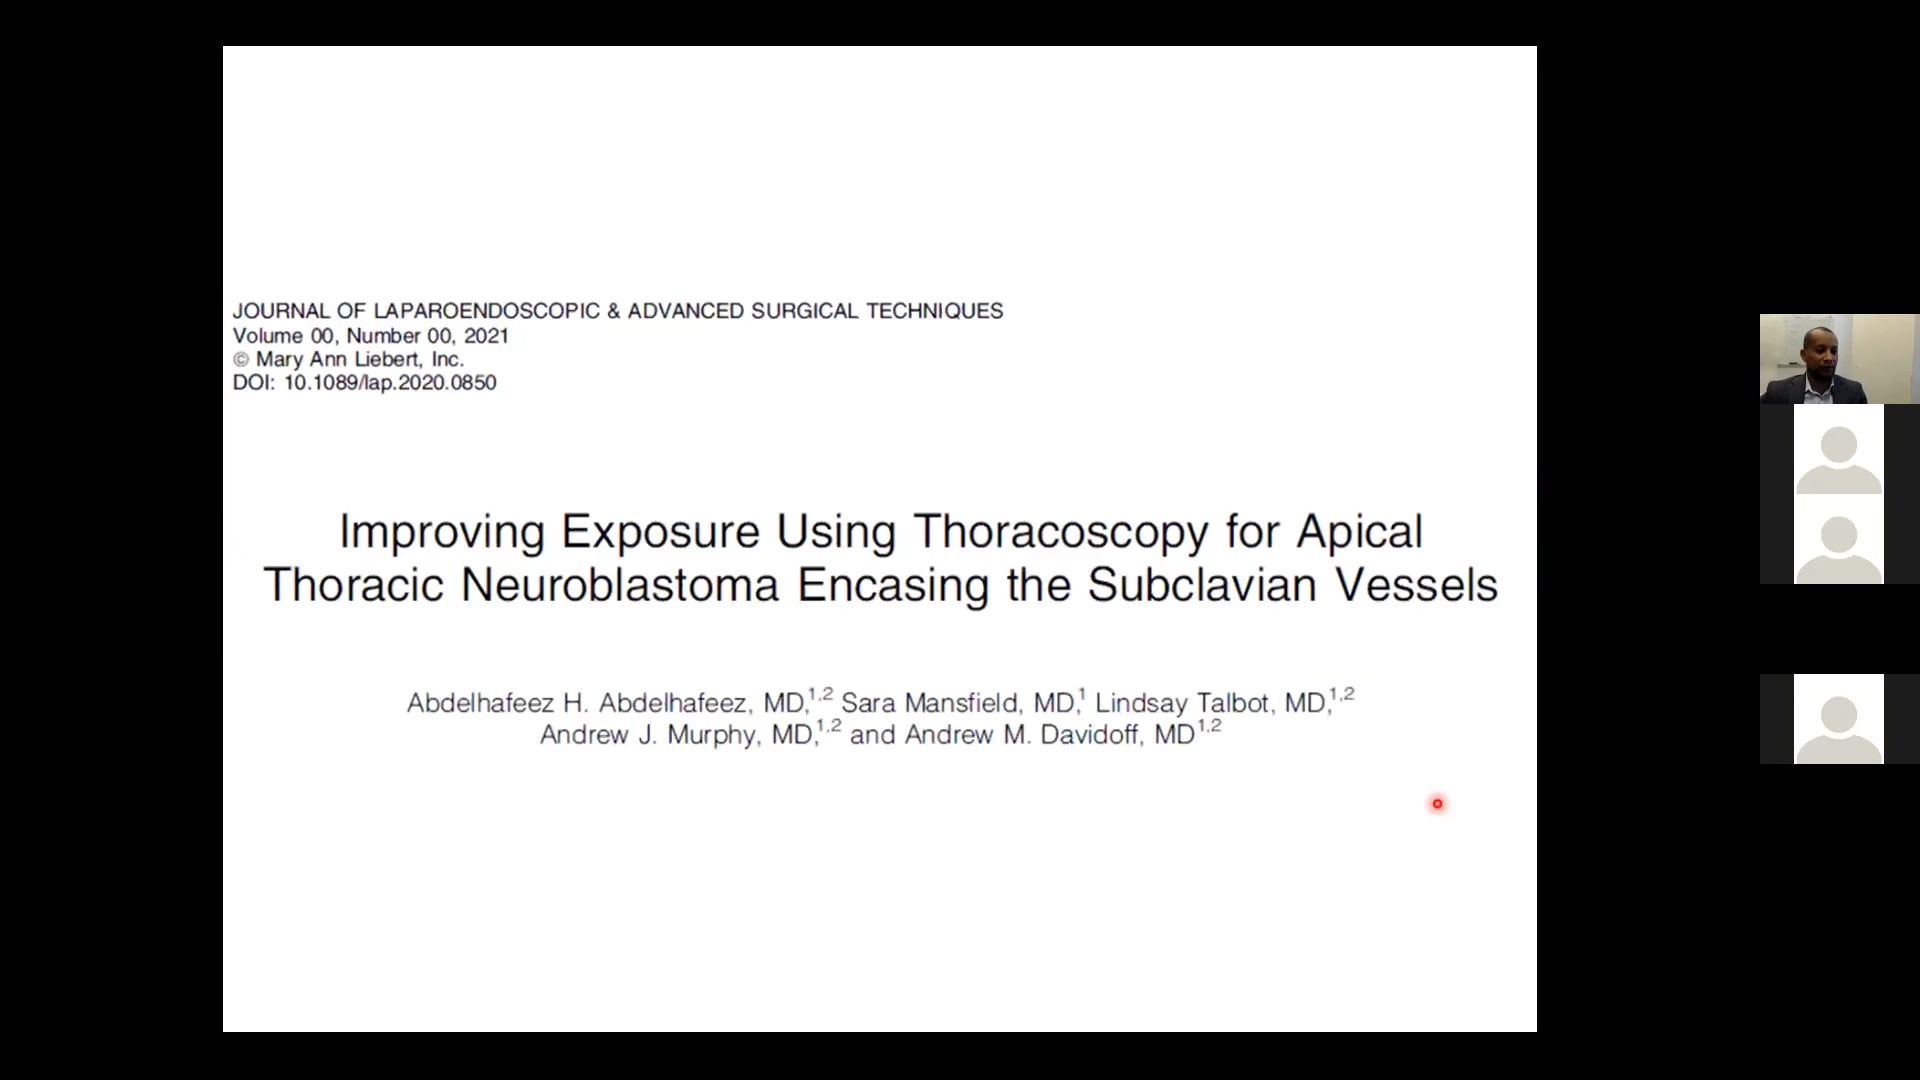 JOURNAL OF LAPAROENDOSCOPIC & ADVANCED SURGICAL TECHNIQUES
Volume 00, Number 00, 2021
© Mary Ann Liebert, Inc.
DOI: 10.1089/lap.2020.0850
Improving Exposure Using Thoracoscopy for Apical
Thoracic Neuroblastoma Encasing the Subclavian Vessels
Abdelhafeez H. Abdelhafeez, MD,1,2 Sara Mansfield, MD,1 Lindsay Talbot, MD,1,2
Andrew J. Murphy, MD,1,2 and Andrew M. Davidoff, MD1,2